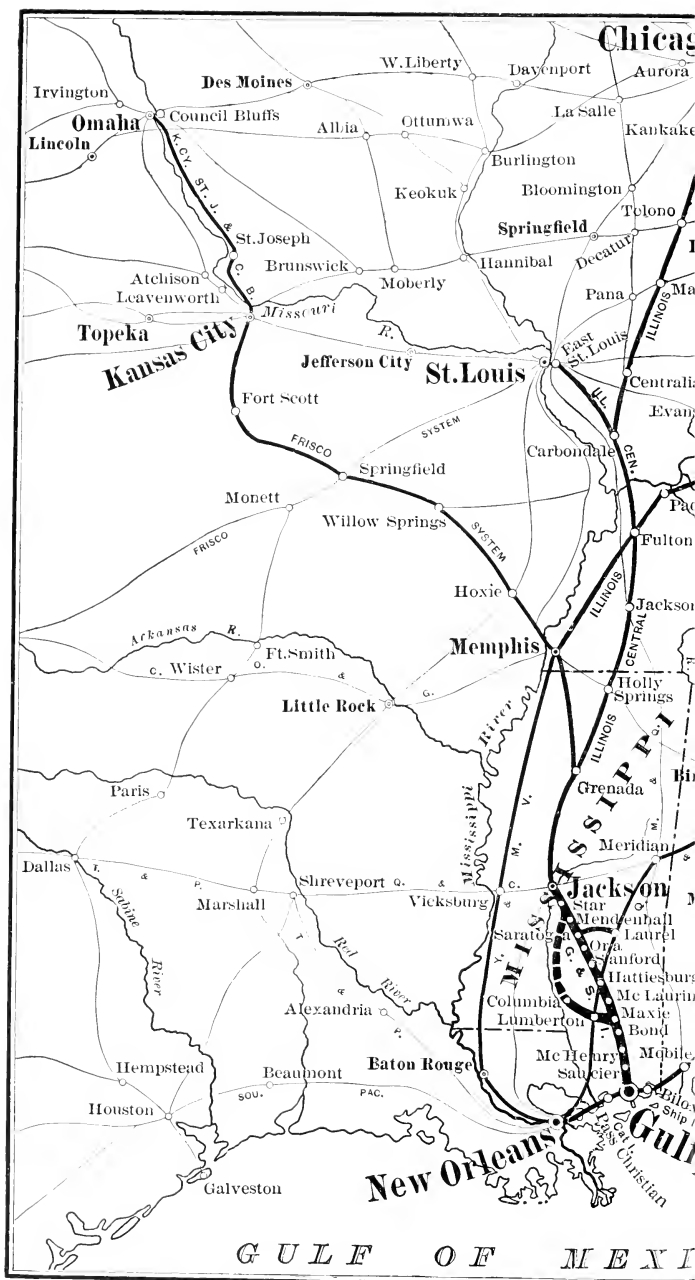 Chicag
W. Liberty
Davenport
Aurora
Des Moines
Irvington
Omaha
Council Bluffs
La Salle
Albia
Ottumwa
Kankake
Lincoln
K.CY. ST. J. & C. B.
Burlington
Keokuk
Bloomington
Tolono
Springfield
St. Joseph
Decatur
Hannibal
Brunswick
Moberly
Atchison
Leavenworth
Pana
Ma
ILLINOIS
Missouri R.
Topeka
Kansas City
Jefferson City
St. Louis
East
St. Louis
Centralia
ILL. CEN.
Fort Scott
Evan
SYSTEM
FRISCO
Carbondale
Springfield
Monett
Willow Springs
Pad
SYSTEM
FRISCO
Fulton
Hoxie
ILLINOIS
Jackson
CENTRAL
Arkansas R.
Ft. Smith
Memphis
C. O. & G.
Wister
Holly
Springs
Little Rock
River
ILLINOIS
MISSISSIPPI
Bir
Grenada
Paris
Texarkana
Mississippi
Y. & M. V.
Q. & C.
M. & O.
Meridian
Dallas
T. & P.
Marshall
Shreveport
Vicksburg
Jackson
Star
Mendenhall
Saratoga
Laurel
Ora
Sanford
G. & S. I.
Hattiesburg
Mc Laurin
Sabine
River
Red
River
T. & P.
Columbia
Maxie
Lumberton
Bond
Alexandria
Baton Rouge
Mc Henry
Mobile
Saucier
Hempstead
Beaumont
SOU. PAC.
Houston
Biloxi
Ship I
Gulf
Cat I.
Pass Christian
New Orleans
Galveston
GULF OF MEXI